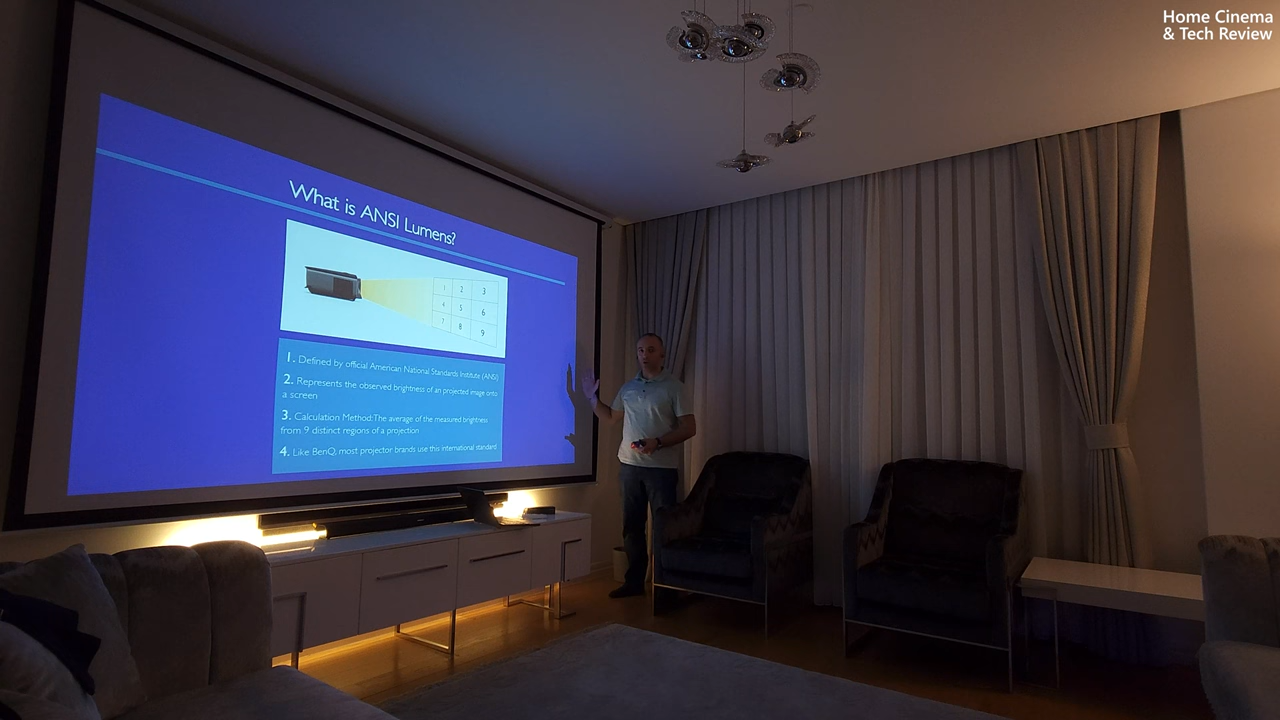 Home Cinema
& Tech Review
What is ANSI Lumens?
1 2 3
4 5 6
7 8 9
1. Defined by official American National Standards Institute (ANSI)
2. Represents the observed brightness of an projected image onto
a screen
3. Calculation Method: The average of the measured brightness
from 9 distinct regions of a projection
4. Like BenQ, most projector brands use this international standard